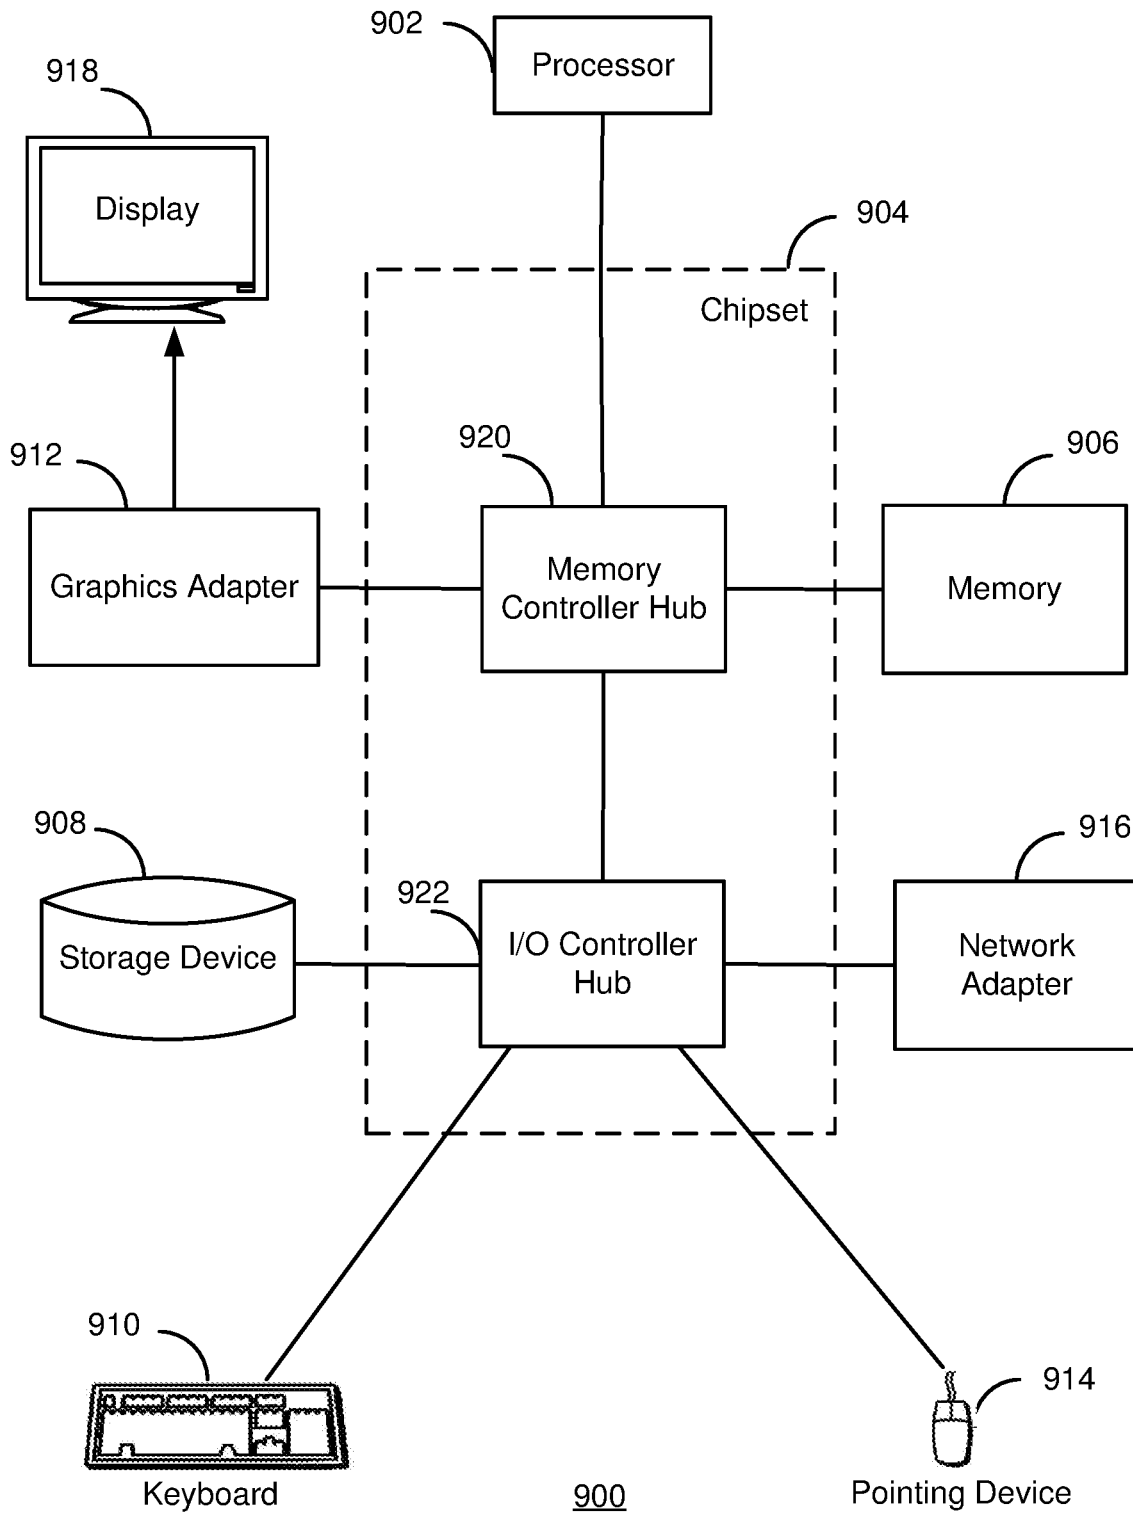 902
Processor
918
Display
904
Chipset
920
906
912
Memory
Controller Hub
Graphics Adapter
Memory
908
916
922
I/O Controller
Hub
Storage Device
Network
Adapter
910
914
Keyboard
900
Pointing Device